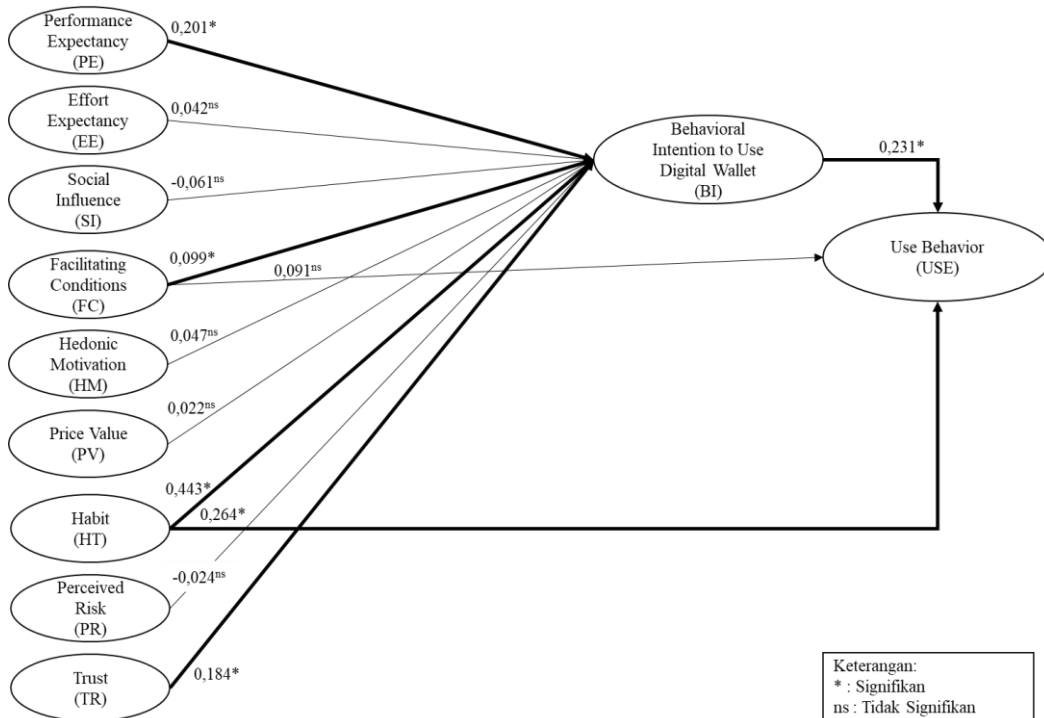 Performance
Expectancy
(PE)
0,201*
Effort
Expectancy
(EE)
0,042ns
Social
Influence
(SI)
-0,061ns
Facilitating
Conditions
(FC)
0,099*
0,091ns
Hedonic
Motivation
(HM)
0,047ns
Price Value
(PV)
0,022ns
Habit
(HT)
0,443*
0,264*
Perceived
Risk
(PR)
-0,024ns
Trust
(TR)
0,184*
Behavioral
Intention to Use
Digital Wallet
(BI)
0,231*
Use Behavior
(USE)
Keterangan:
* : Signifikan
ns : Tidak Signifikan